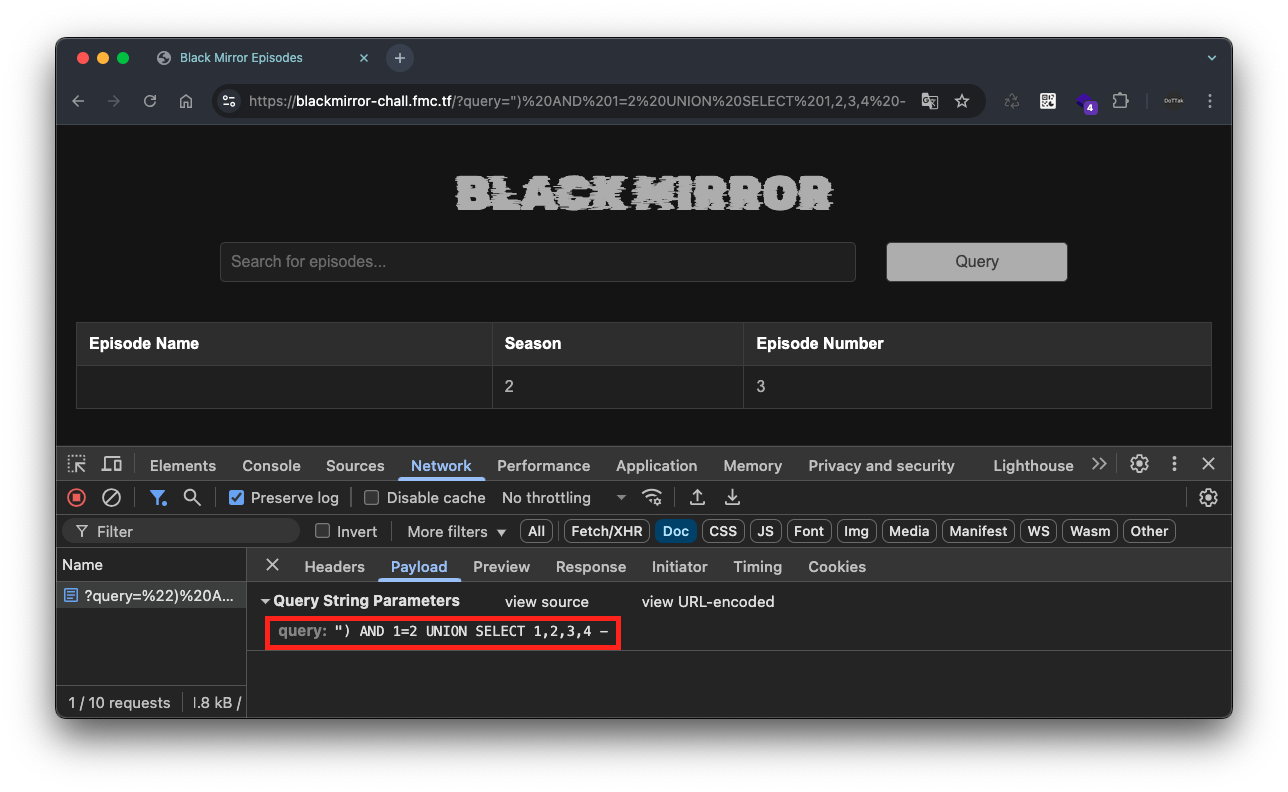 Black Mirror Episodes
https://blackmirror-chall.fmc.tf/?query=")%20AND%201=2%20UNION%20SELECT%201,2,3,4%20-
4
DoTTak
BLACK MIRROR
Search for episodes...
Query
Episode Name Season Episode Number
2 3
Elements Console Sources Network Performance Application Memory Privacy and security Lighthouse
Preserve log Disable cache No throttling
Filter Invert More filters All Fetch/XHR Doc CSS JS Font Img Media Manifest WS Wasm Other
Name Headers Payload Preview Response Initiator Timing Cookies
?query=%22)%20A... Query String Parameters view source view URL-encoded
query: ") AND 1=2 UNION SELECT 1,2,3,4 –
1 / 10 requests .8 kB /